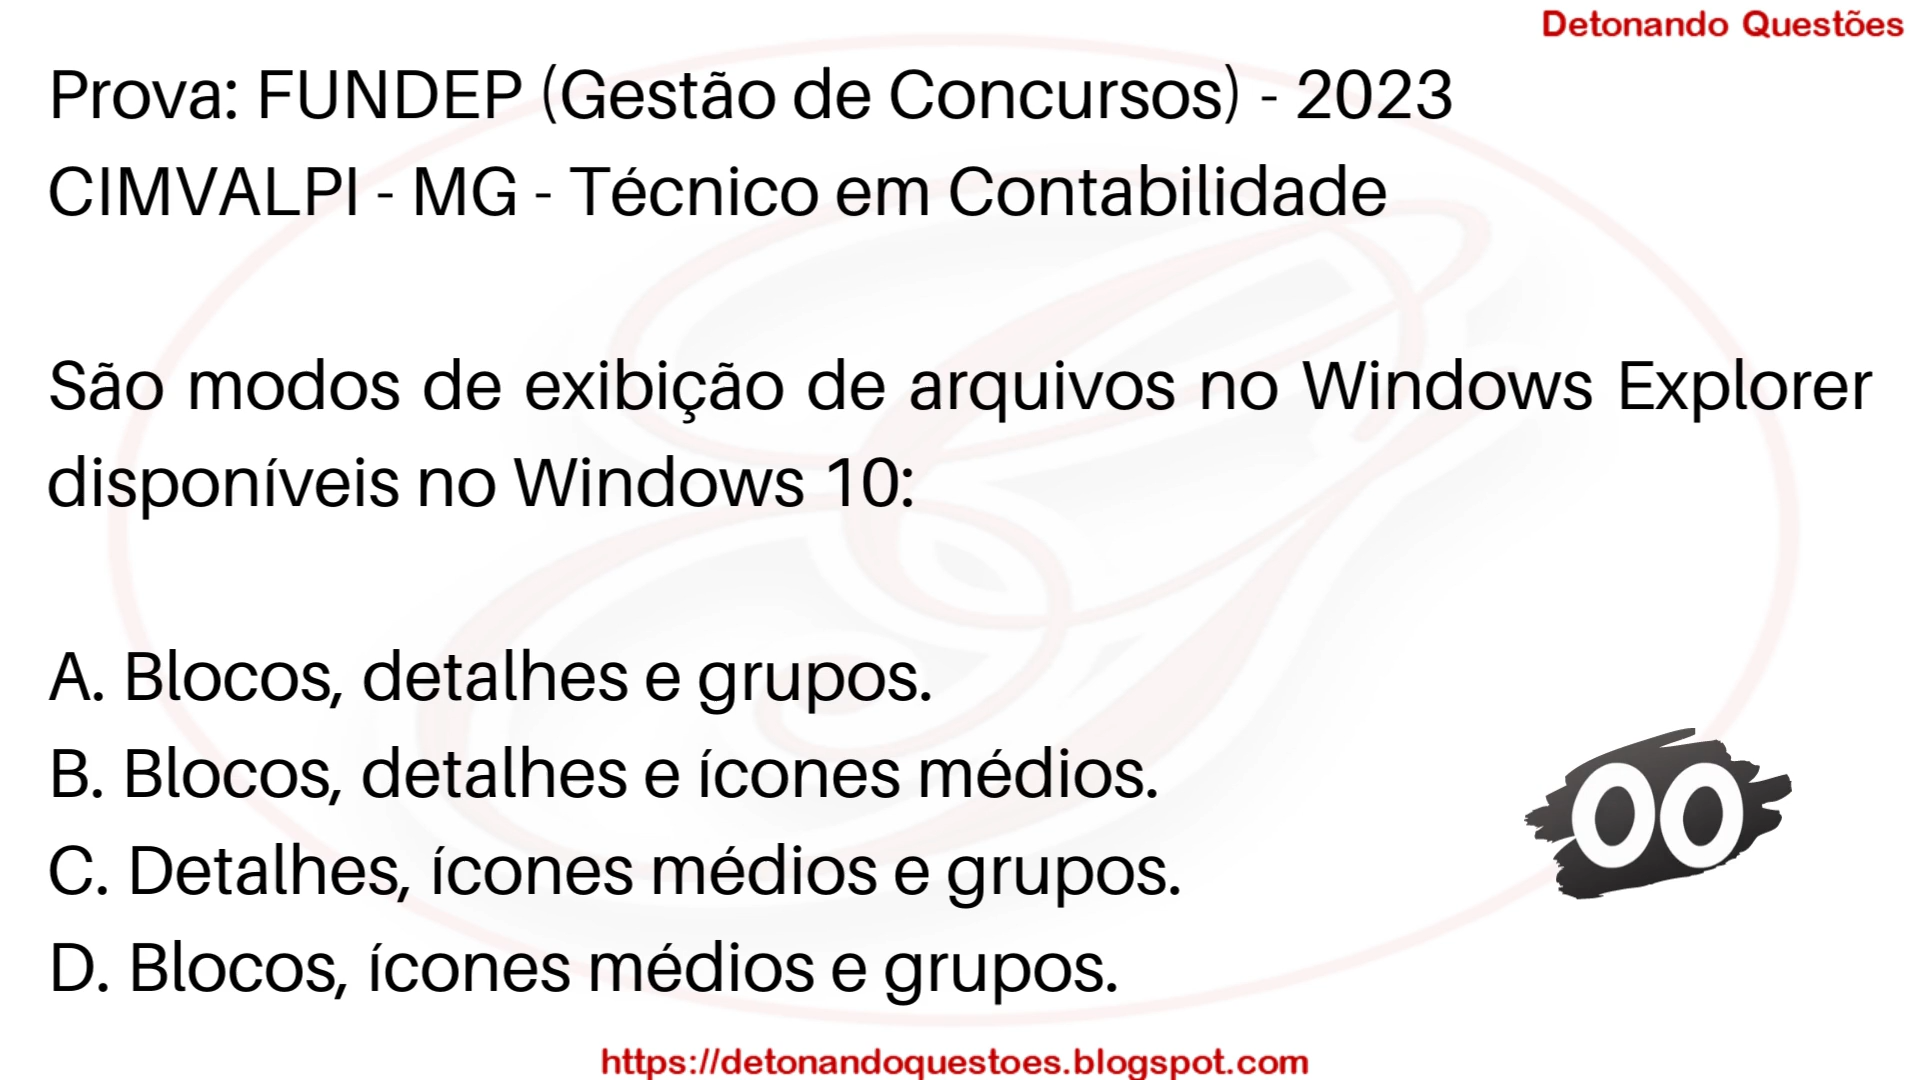 Detonando Questões
Prova: FUNDEP (Gestão de Concursos) - 2023
CIMVALPI - MG - Técnico em Contabilidade
São modos de exibição de arquivos no Windows Explorer
disponíveis no Windows 10:
A. Blocos, detalhes e grupos.
B. Blocos, detalhes e ícones médios.
C. Detalhes, ícones médios e grupos.
D. Blocos, ícones médios e grupos.
https://detonandoquestoes.blogspot.com